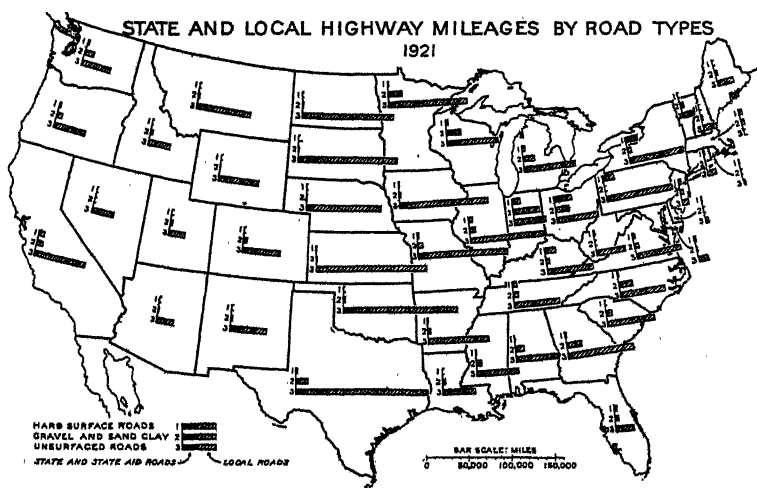 STATE AND LOCAL HIGHWAY MILEAGES BY ROAD TYPES
1921
HARD SURFACE ROADS 1
GRAVEL AND SAND CLAY 2
UNSURFACED ROADS 3
STATE AND STATE AID ROADS LOCAL ROADS
BAR SCALE: MILES
0 50,000 100,000 150,000